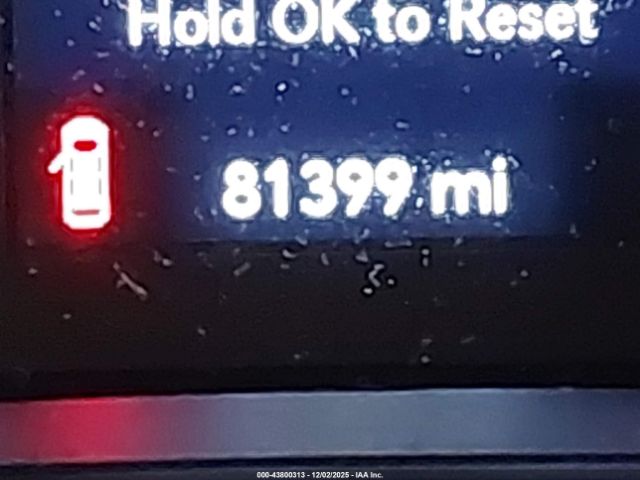 Hold OK to Reset
81399 mi
000-43800313 - 12/02/2025 - IAA Inc.